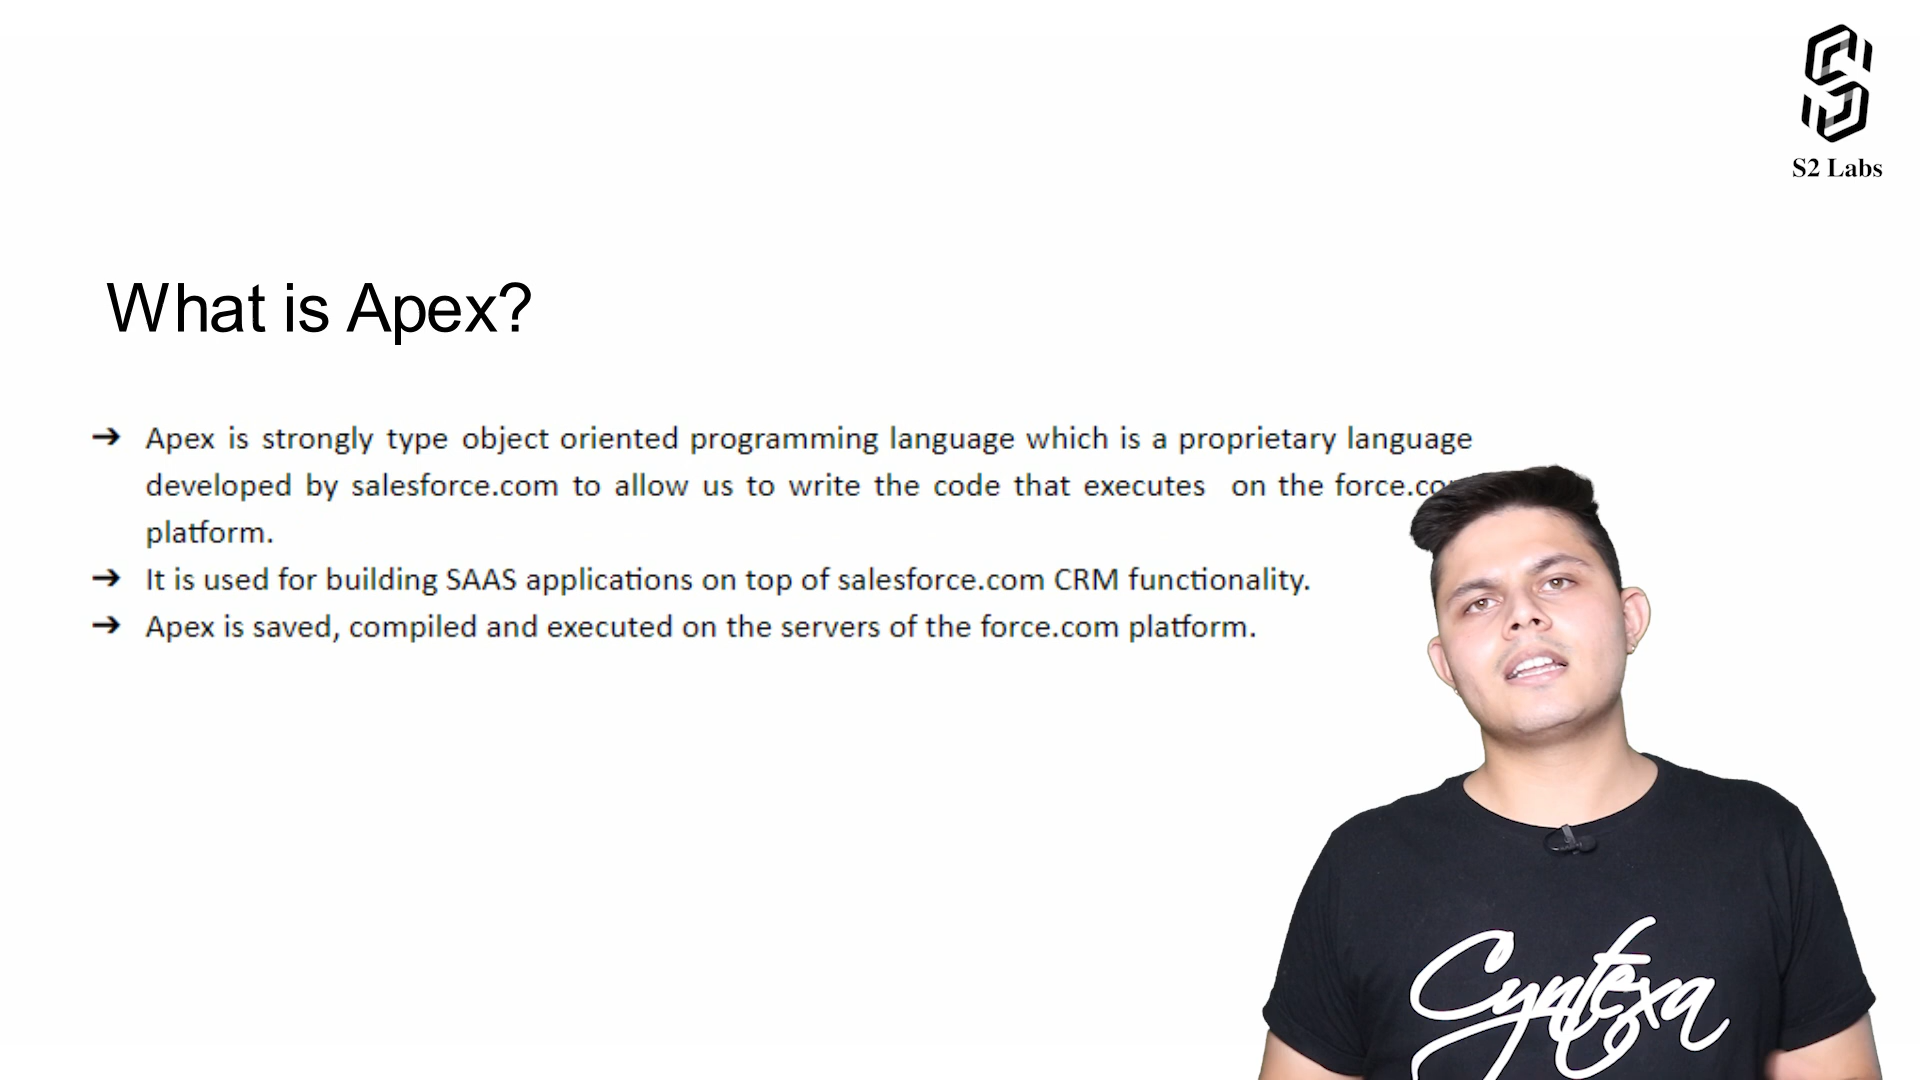 S2 Labs
What is Apex?
➔ Apex is strongly type object oriented programming language which is a proprietary language
developed by salesforce.com to allow us to write the code that executes on the
platform.
➔ It is used for building SAAS applications on top of salesforce.com CRM functionality.
➔ Apex is saved, compiled and executed on the servers of the force.com platform.
Cyntexa